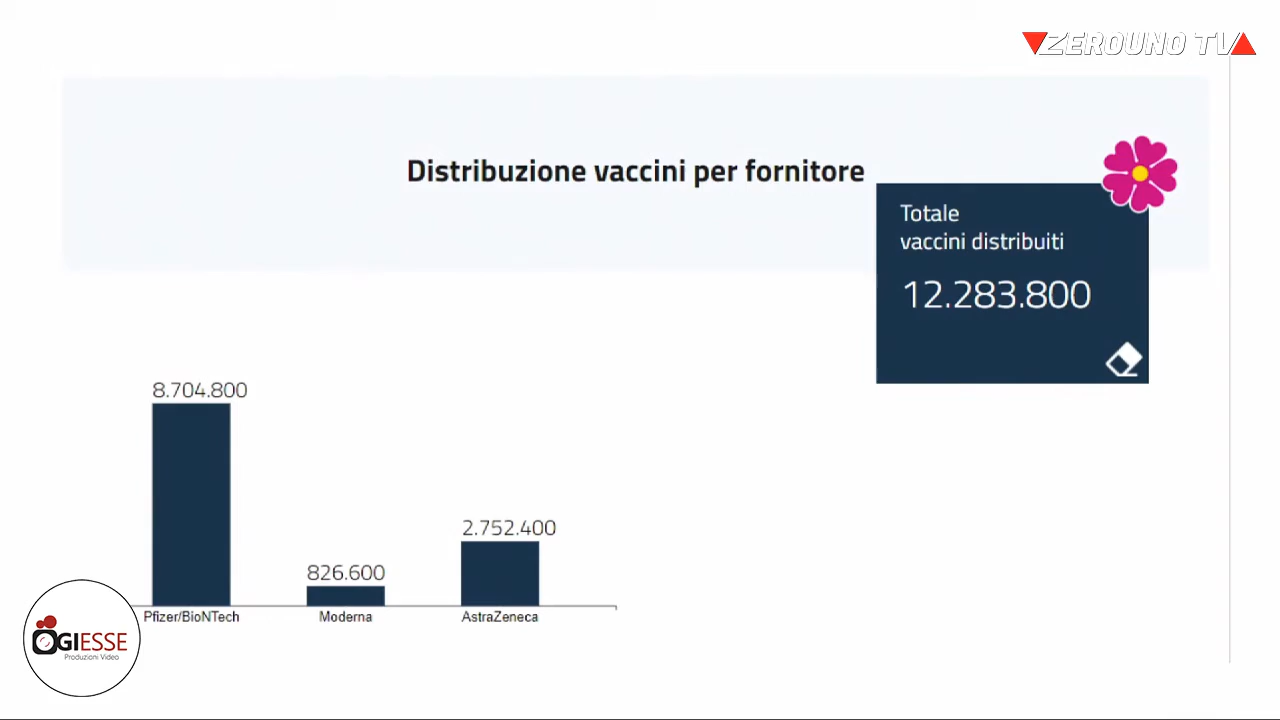 ZEROUNO TV
Distribuzione vaccini per fornitore
Totale
vaccini distribuiti
12.283.800
8.704.800
2.752.400
826.600
Pfizer/BioNTech
Moderna
AstraZeneca
OGIESSE
Produzioni Video